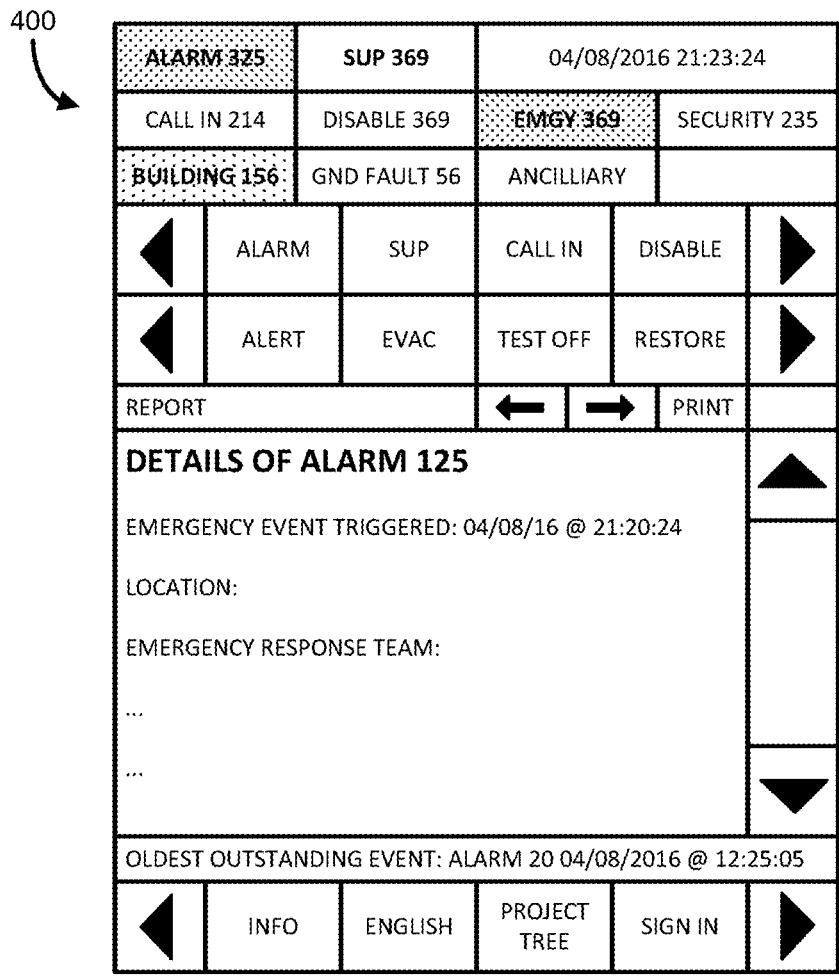 400
ALARM 325 SUP 369 04/08/2016 21:23:24
CALL IN 214 DISABLE 369 EMGY 369 SECURITY 235
BUILDING 156 GND FAULT 56 ANCILLIARY
ALARM SUP CALL IN DISABLE
ALERT EVAC TEST OFF RESTORE
REPORT PRINT
DETAILS OF ALARM 125
EMERGENCY EVENT TRIGGERED: 04/08/16 @ 21:20:24
LOCATION:
EMERGENCY RESPONSE TEAM:
...
...
OLDEST OUTSTANDING EVENT: ALARM 20 04/08/2016 @ 12:25:05
INFO ENGLISH PROJECT TREE SIGN IN